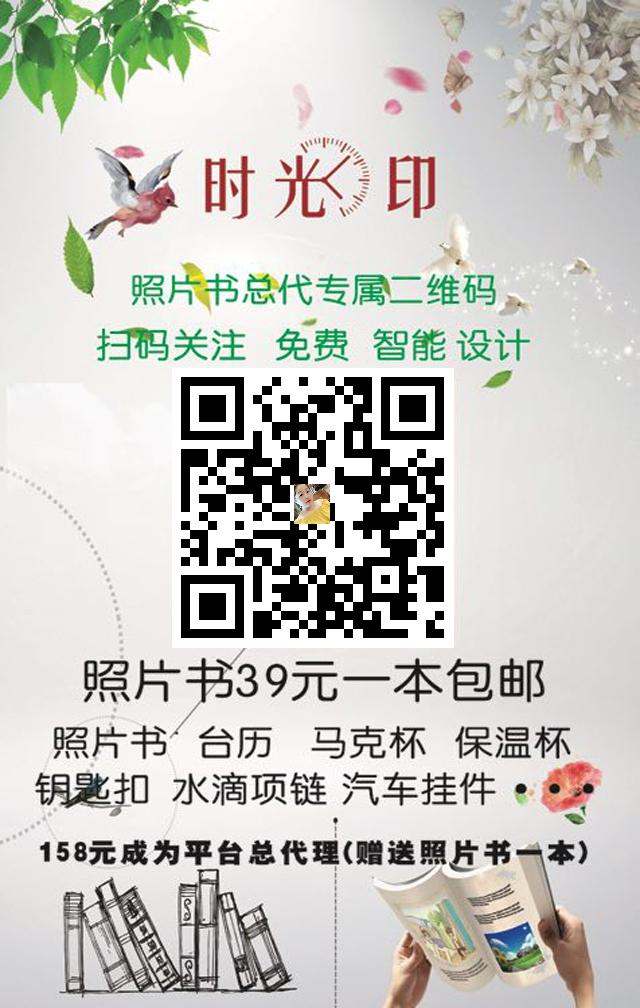 时光印
照片书总代专属二维码
扫码关注 免费 智能 设计
照片书39元一本包邮
照片书 台历 马克杯 保温杯
钥匙扣 水滴项链 汽车挂件
158元成为平台总代理(赠送照片书一本)